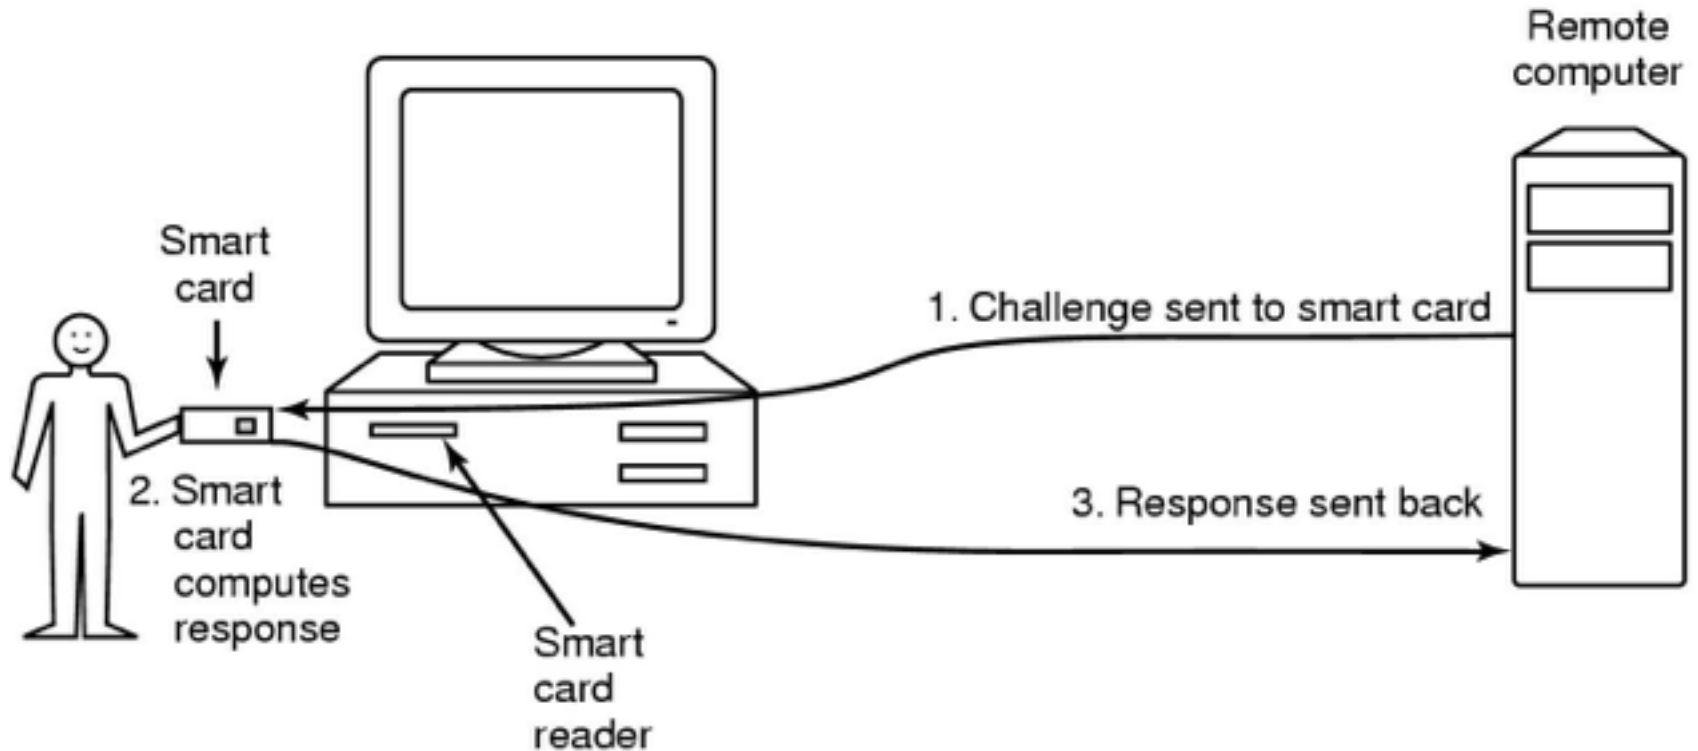 Remote
computer
Smart
card
1. Challenge sent to smart card
2. Smart
card
computes
response
3. Response sent back
Smart
card
reader